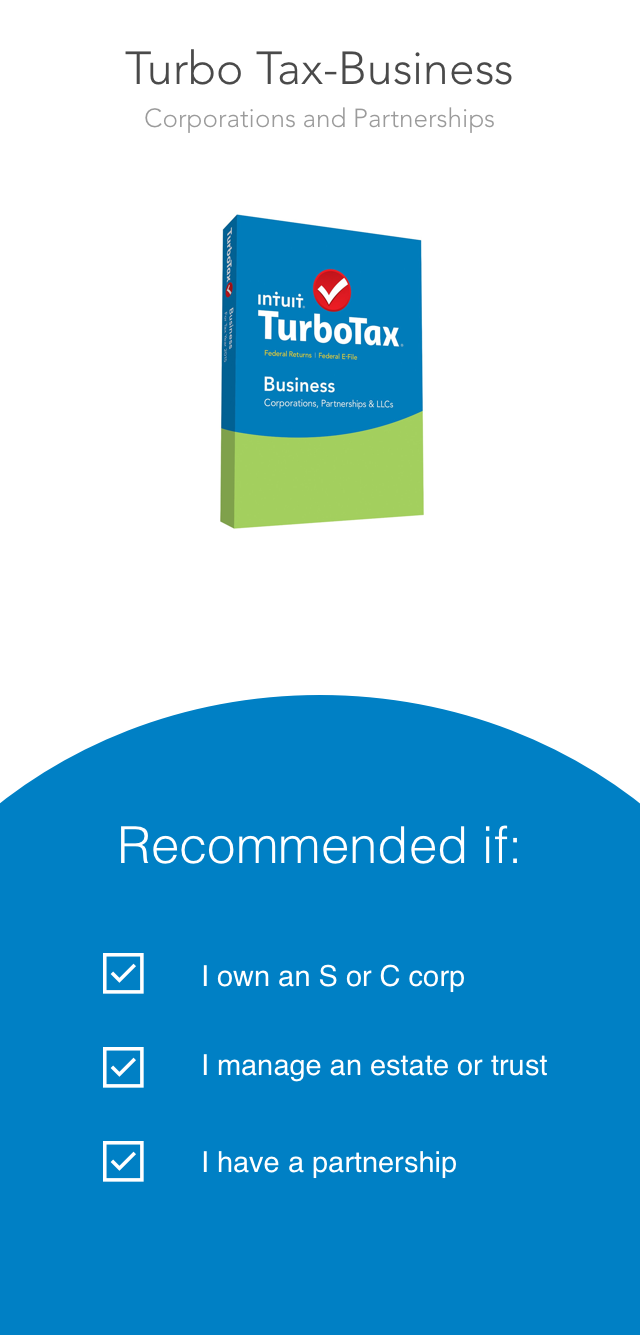 Turbo Tax-Business
Corporations and Partnerships
TurboTax
Business
intuit
TurboTax
Federal Returns | Federal E-File
Business
Corporations, Partnerships & LLCs
Recommended if:
I own an S or C corp
I manage an estate or trust
I have a partnership